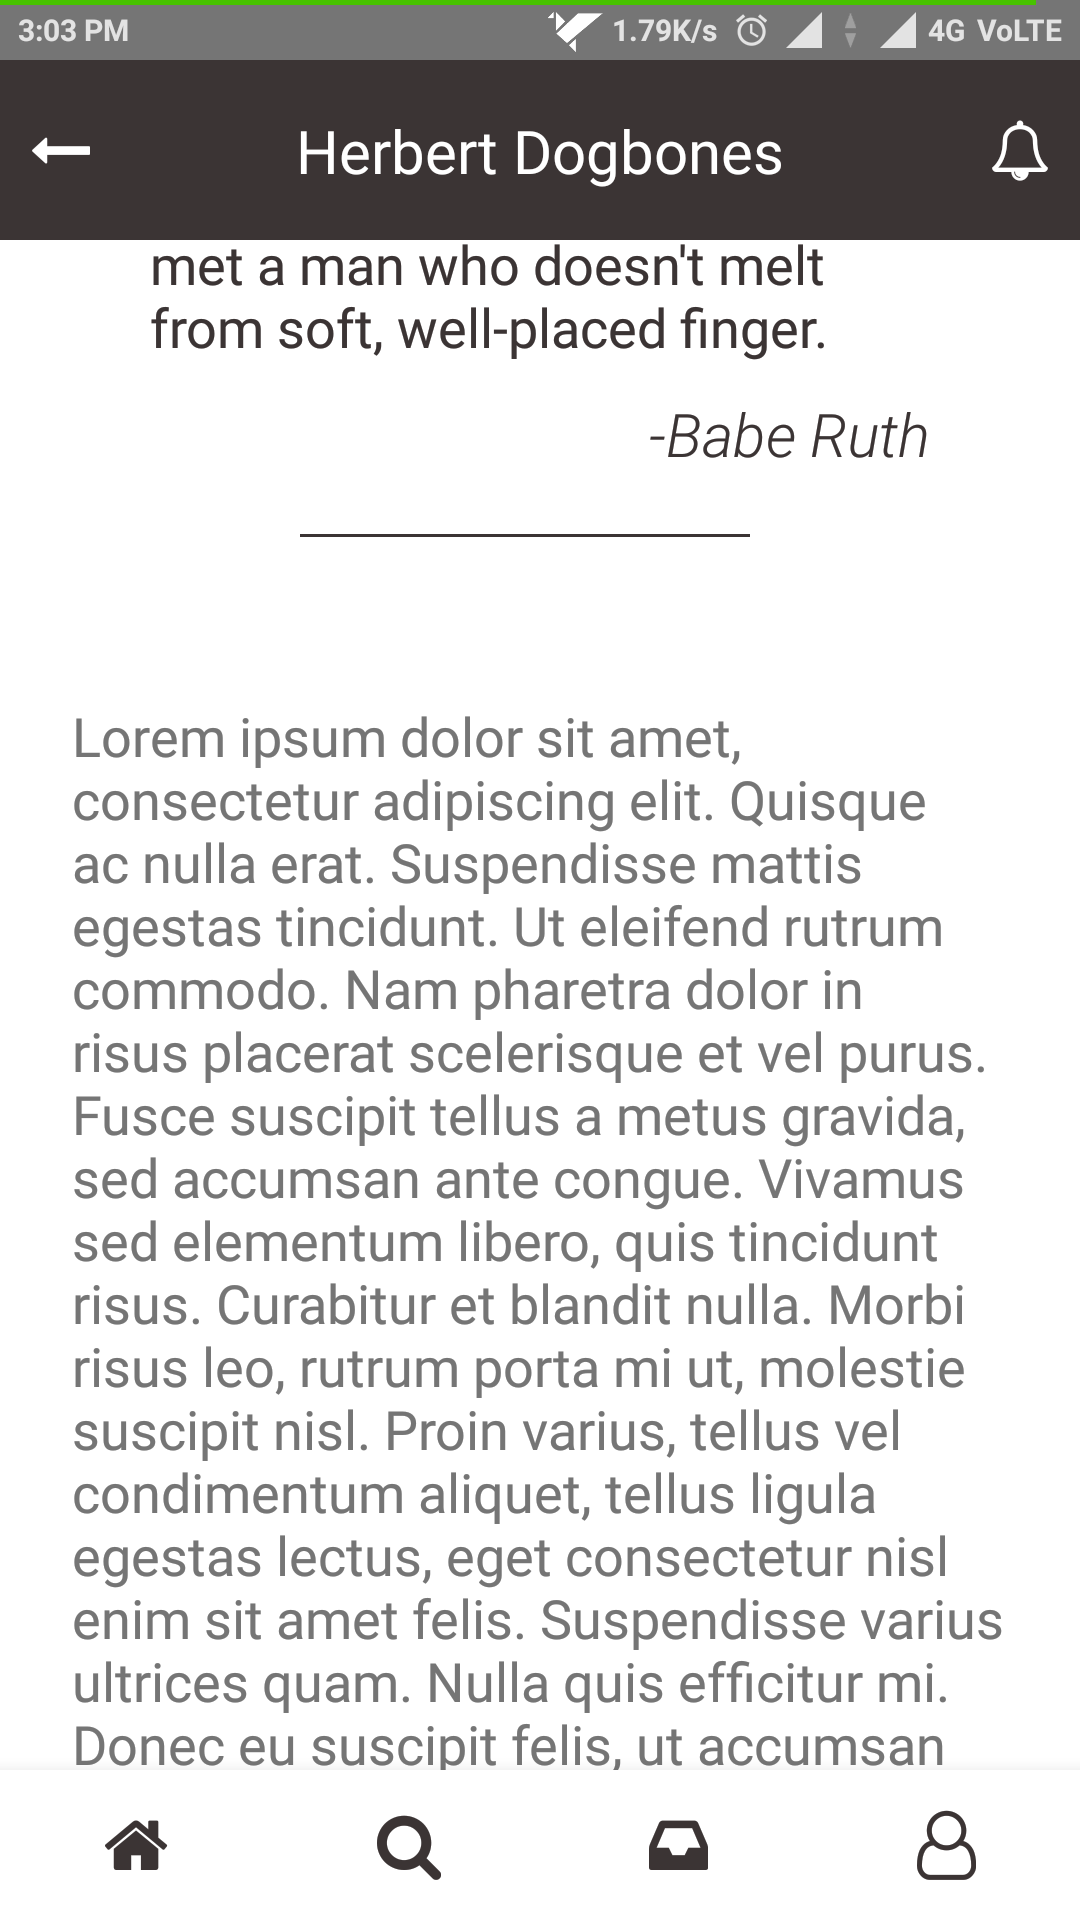 3:03 PM 1.79K/s 4G VoLTE
Herbert Dogbones
met a man who doesn't melt
from soft, well-placed finger.
-Babe Ruth
Lorem ipsum dolor sit amet,
consectetur adipiscing elit. Quisque
ac nulla erat. Suspendisse mattis
egestas tincidunt. Ut eleifend rutrum
commodo. Nam pharetra dolor in
risus placerat scelerisque et vel purus.
Fusce suscipit tellus a metus gravida,
sed accumsan ante congue. Vivamus
sed elementum libero, quis tincidunt
risus. Curabitur et blandit nulla. Morbi
risus leo, rutrum porta mi ut, molestie
suscipit nisl. Proin varius, tellus vel
condimentum aliquet, tellus ligula
egestas lectus, eget consectetur nisl
enim sit amet felis. Suspendisse varius
ultrices quam. Nulla quis efficitur mi.
Donec eu suscipit felis, ut accumsan